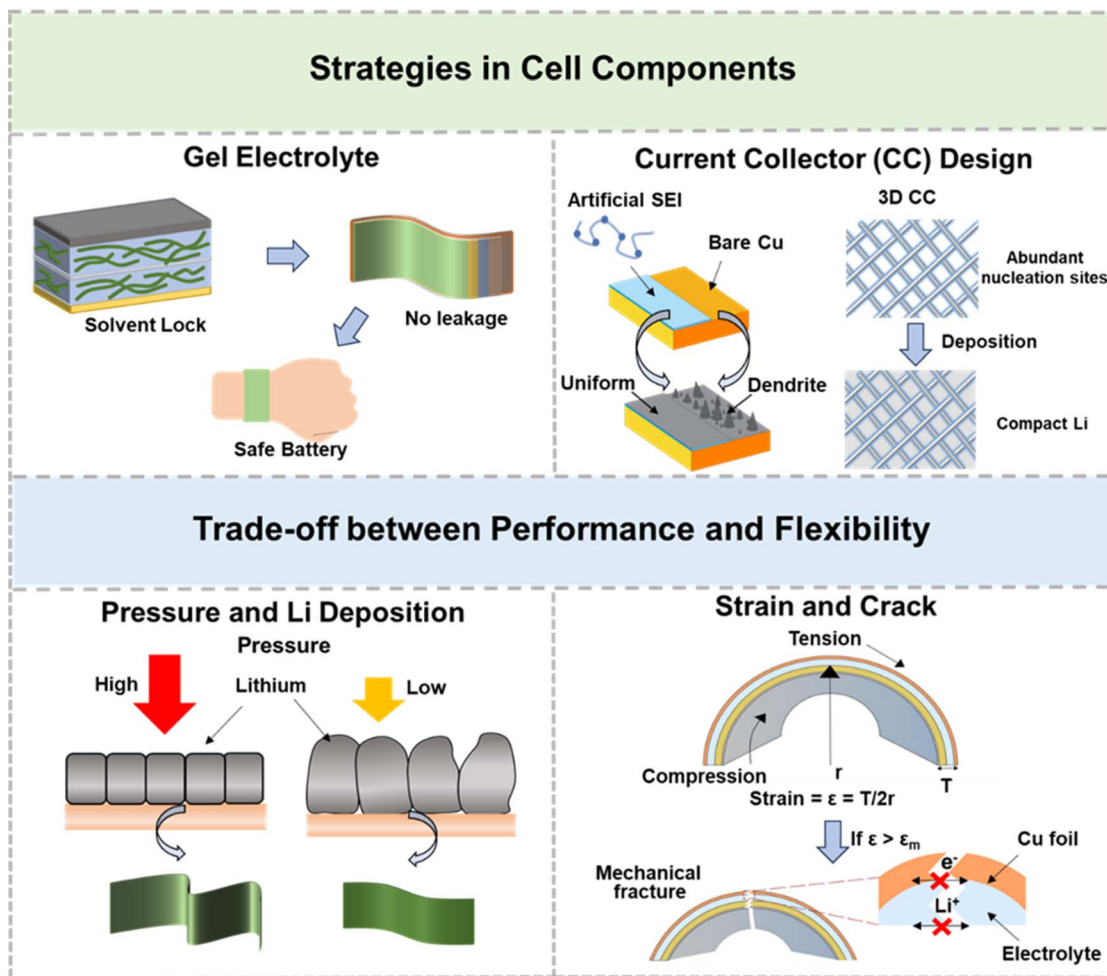 Strategies in Cell Components
Gel Electrolyte
Solvent Lock
No leakage
Safe Battery
Current Collector (CC) Design
Artificial SEI
Bare Cu
Uniform
Dendrite
3D CC
Abundant
nucleation sites
Deposition
Compact Li
Trade-off between Performance and Flexibility
Pressure and Li Deposition
Pressure
High
Lithium
Low
Strain and Crack
Tension
Compression
r
T
Strain = ε = T/2r
If ε > εₘ
Mechanical
fracture
e⁻
Cu foil
Li⁺
Electrolyte